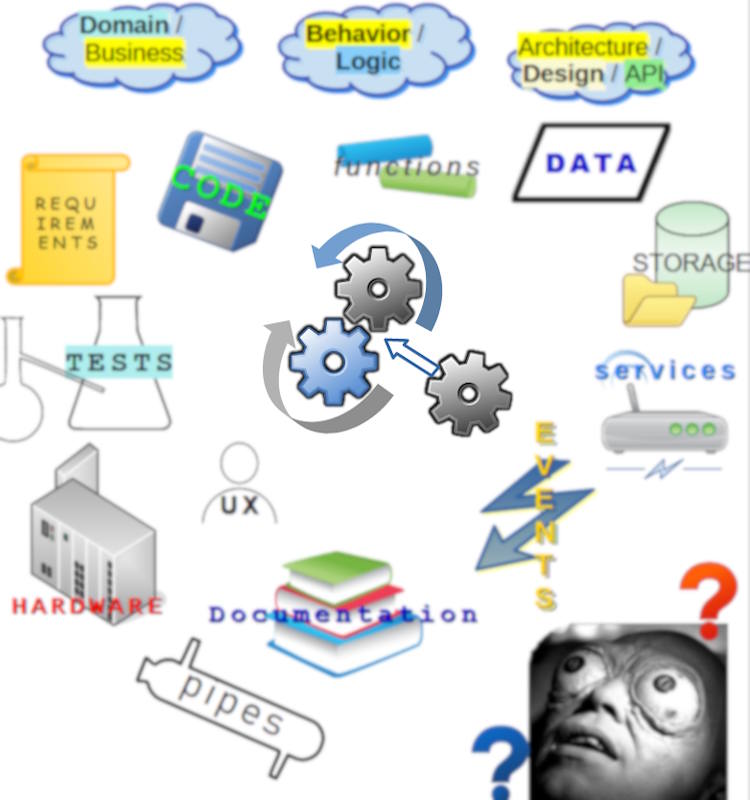 Domain /
Business
Behavior /
Logic
Architecture /
Design / API
REQU
IREM
ENTS
CODE
functions
DATA
STORAGE
TESTS
services
EVENTS
UX
HARDWARE
Documentation
pipes
?
?